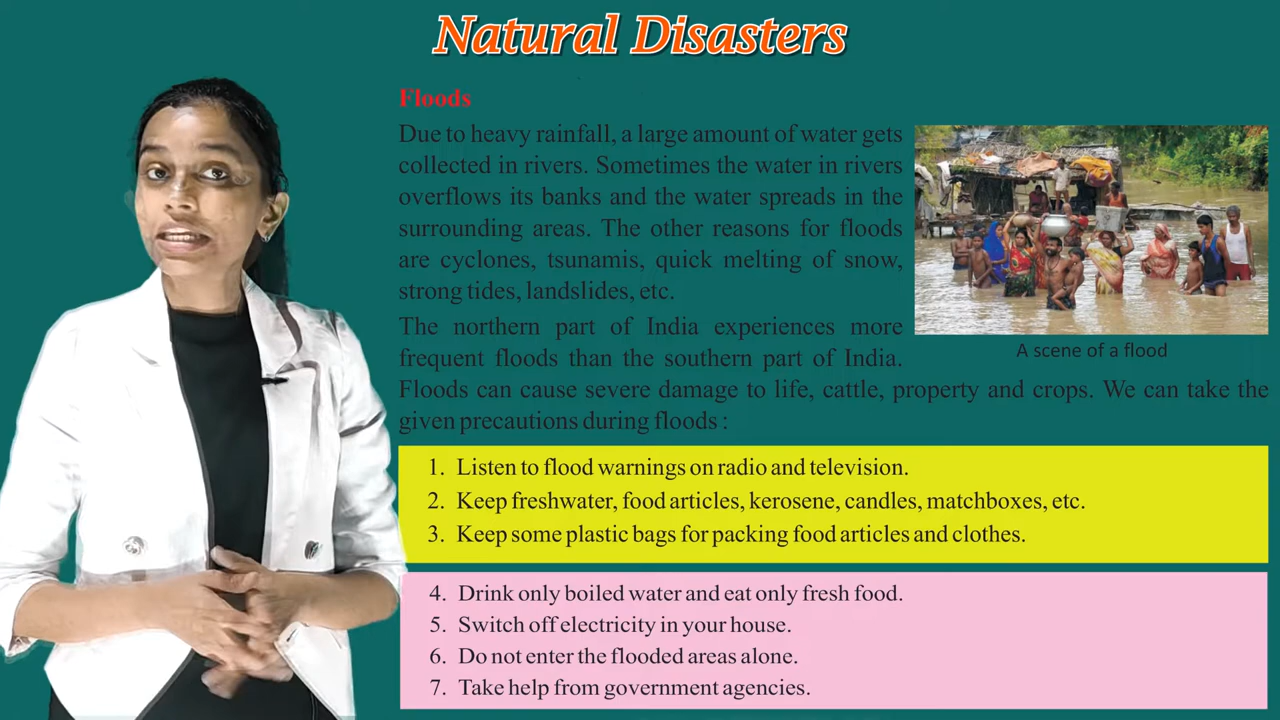 Natural Disasters
Floods
Due to heavy rainfall, a large amount of water gets
collected in rivers. Sometimes the water in rivers
overflows its banks and the water spreads in the
surrounding areas. The other reasons for floods
are cyclones, tsunamis, quick melting of snow,
strong tides, landslides, etc.
The northern part of India experiences more
frequent floods than the southern part of India.
A scene of a flood
Floods can cause severe damage to life, cattle, property and crops. We can take the
given precautions during floods :
1. Listen to flood warnings on radio and television.
2. Keep freshwater, food articles, kerosene, candles, matchboxes, etc.
3. Keep some plastic bags for packing food articles and clothes.
4. Drink only boiled water and eat only fresh food.
5. Switch off electricity in your house.
6. Do not enter the flooded areas alone.
7. Take help from government agencies.